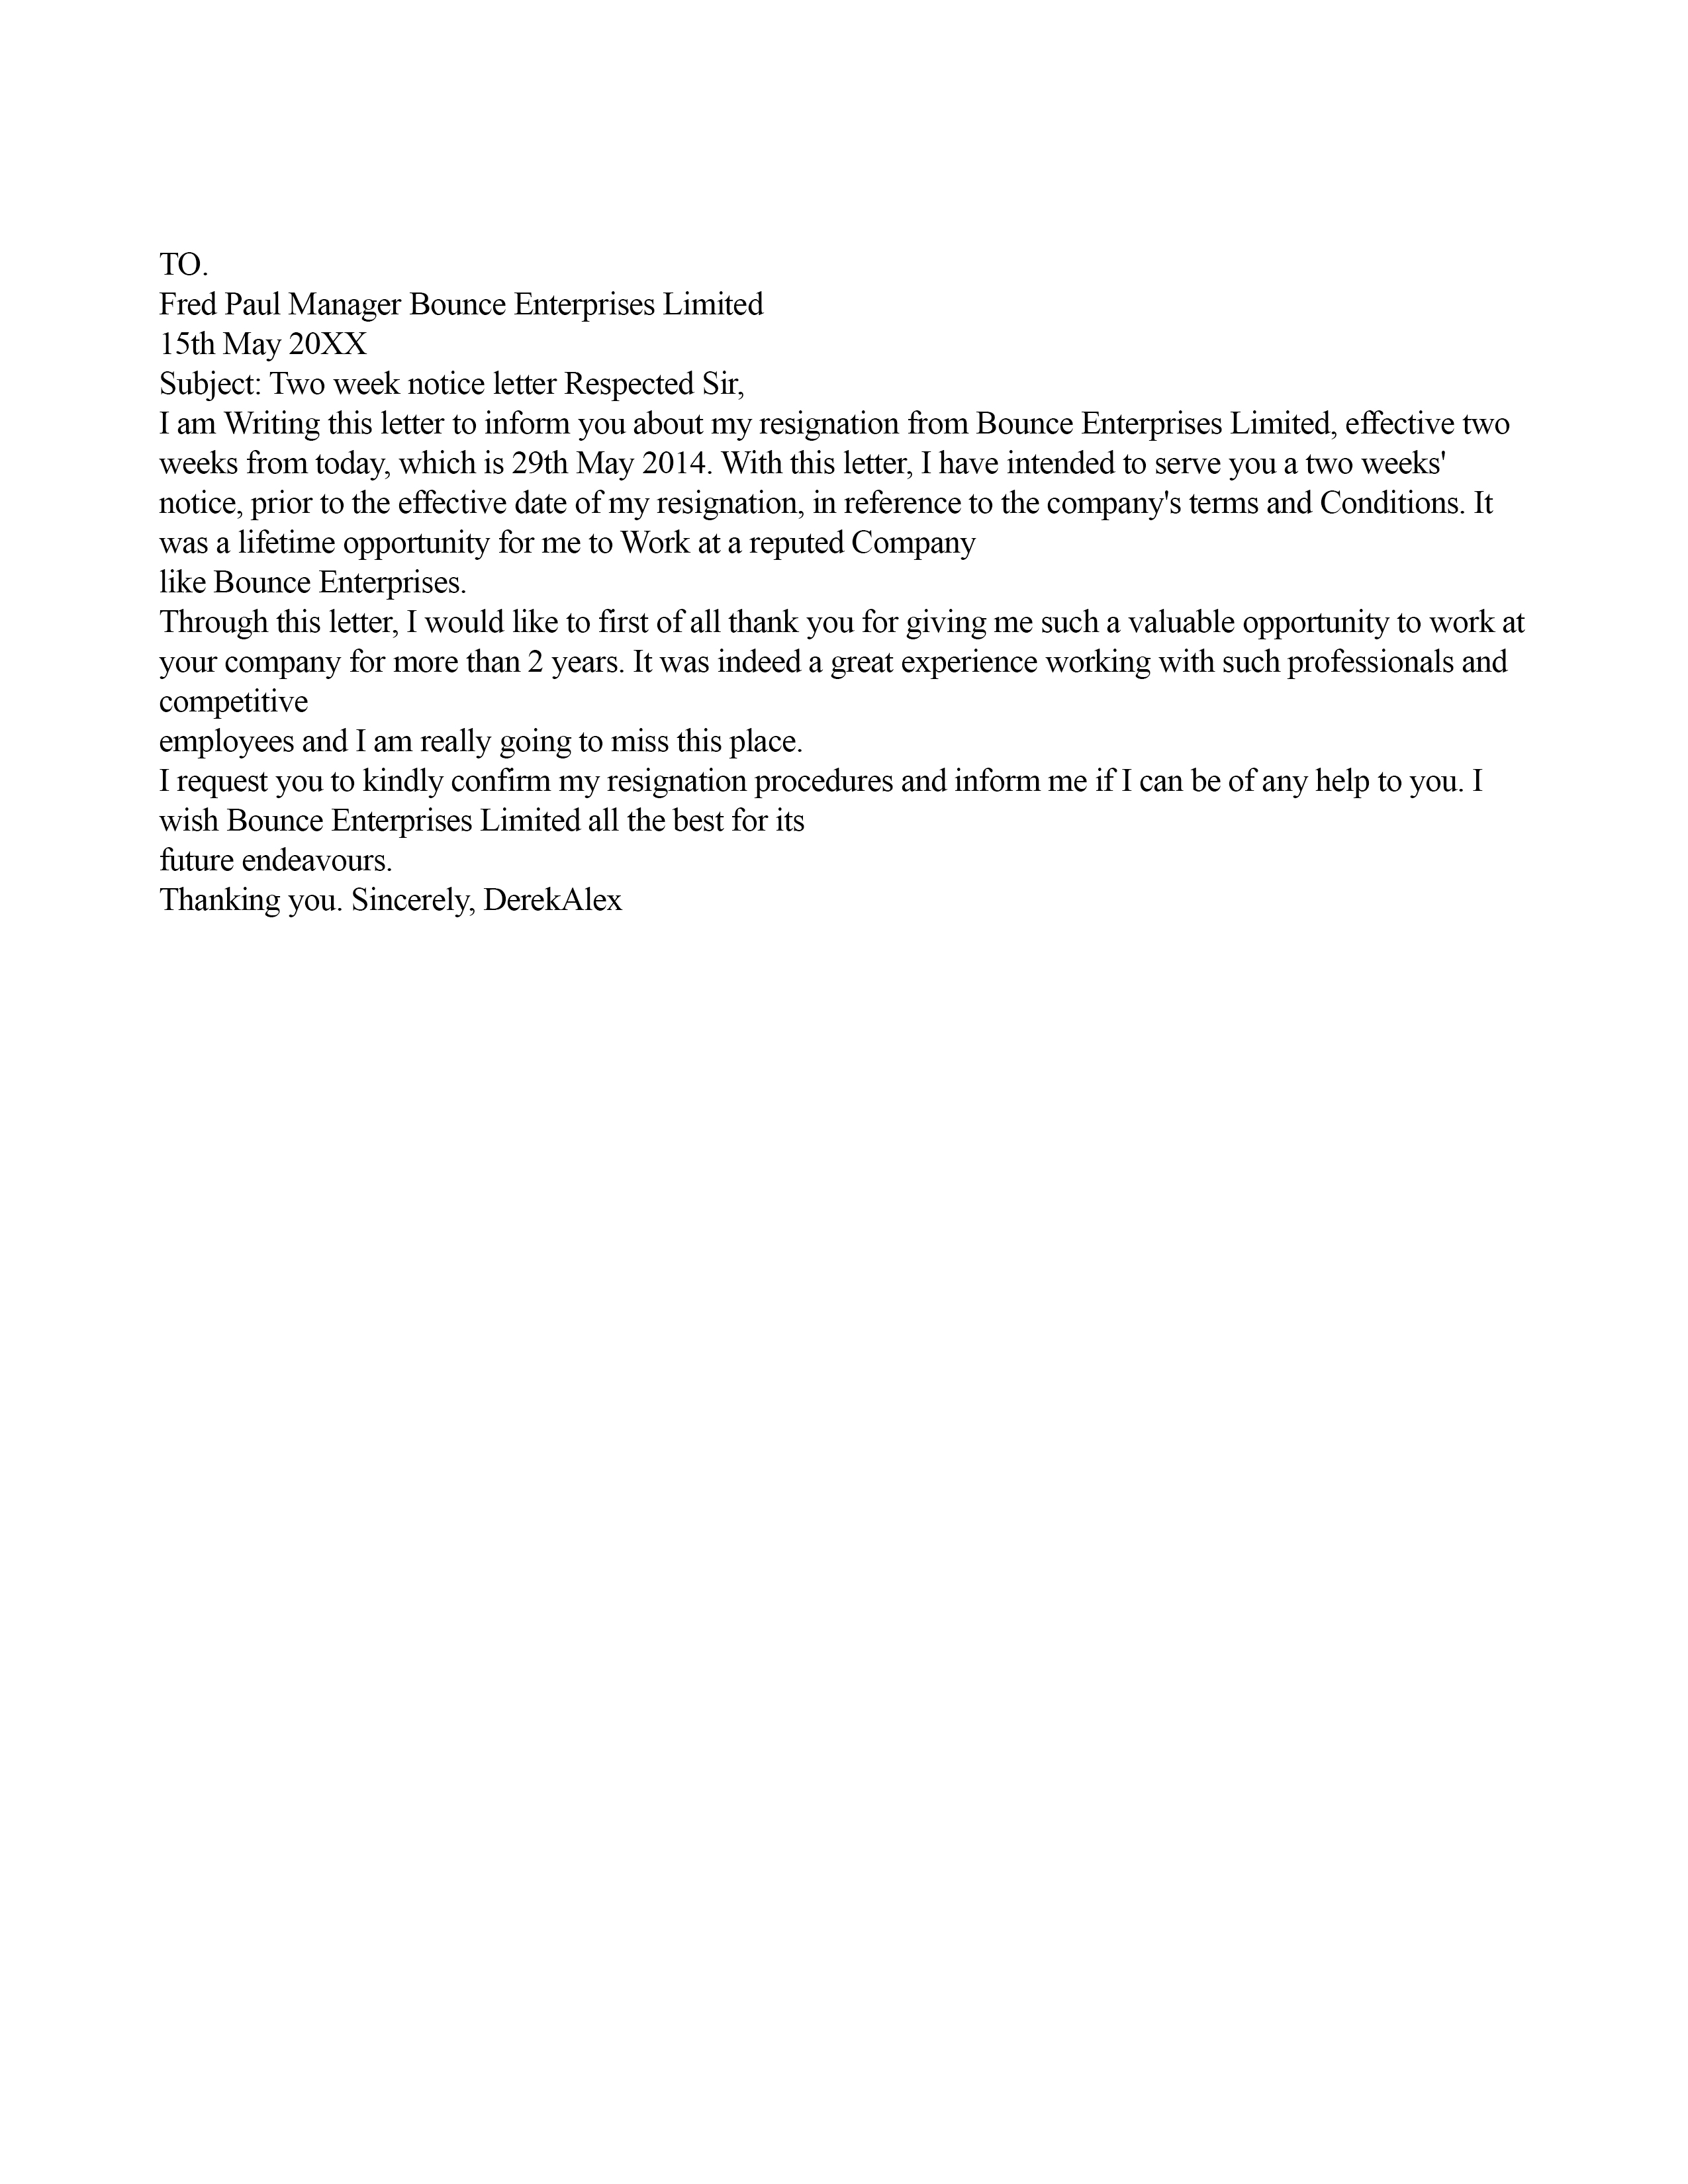 TO.
Fred Paul Manager Bounce Enterprises Limited
15th May 20XX
Subject: Two week notice letter Respected Sir,
I am Writing this letter to inform you about my resignation from Bounce Enterprises Limited, effective two
weeks from today, which is 29th May 2014. With this letter, I have intended to serve you a two weeks'
notice, prior to the effective date of my resignation, in reference to the company's terms and Conditions. It
was a lifetime opportunity for me to Work at a reputed Company
like Bounce Enterprises.
Through this letter, I would like to first of all thank you for giving me such a valuable opportunity to work at
your company for more than 2 years. It was indeed a great experience working with such professionals and
competitive
employees and I am really going to miss this place.
I request you to kindly confirm my resignation procedures and inform me if I can be of any help to you. I
wish Bounce Enterprises Limited all the best for its
future endeavours.
Thanking you. Sincerely, DerekAlex